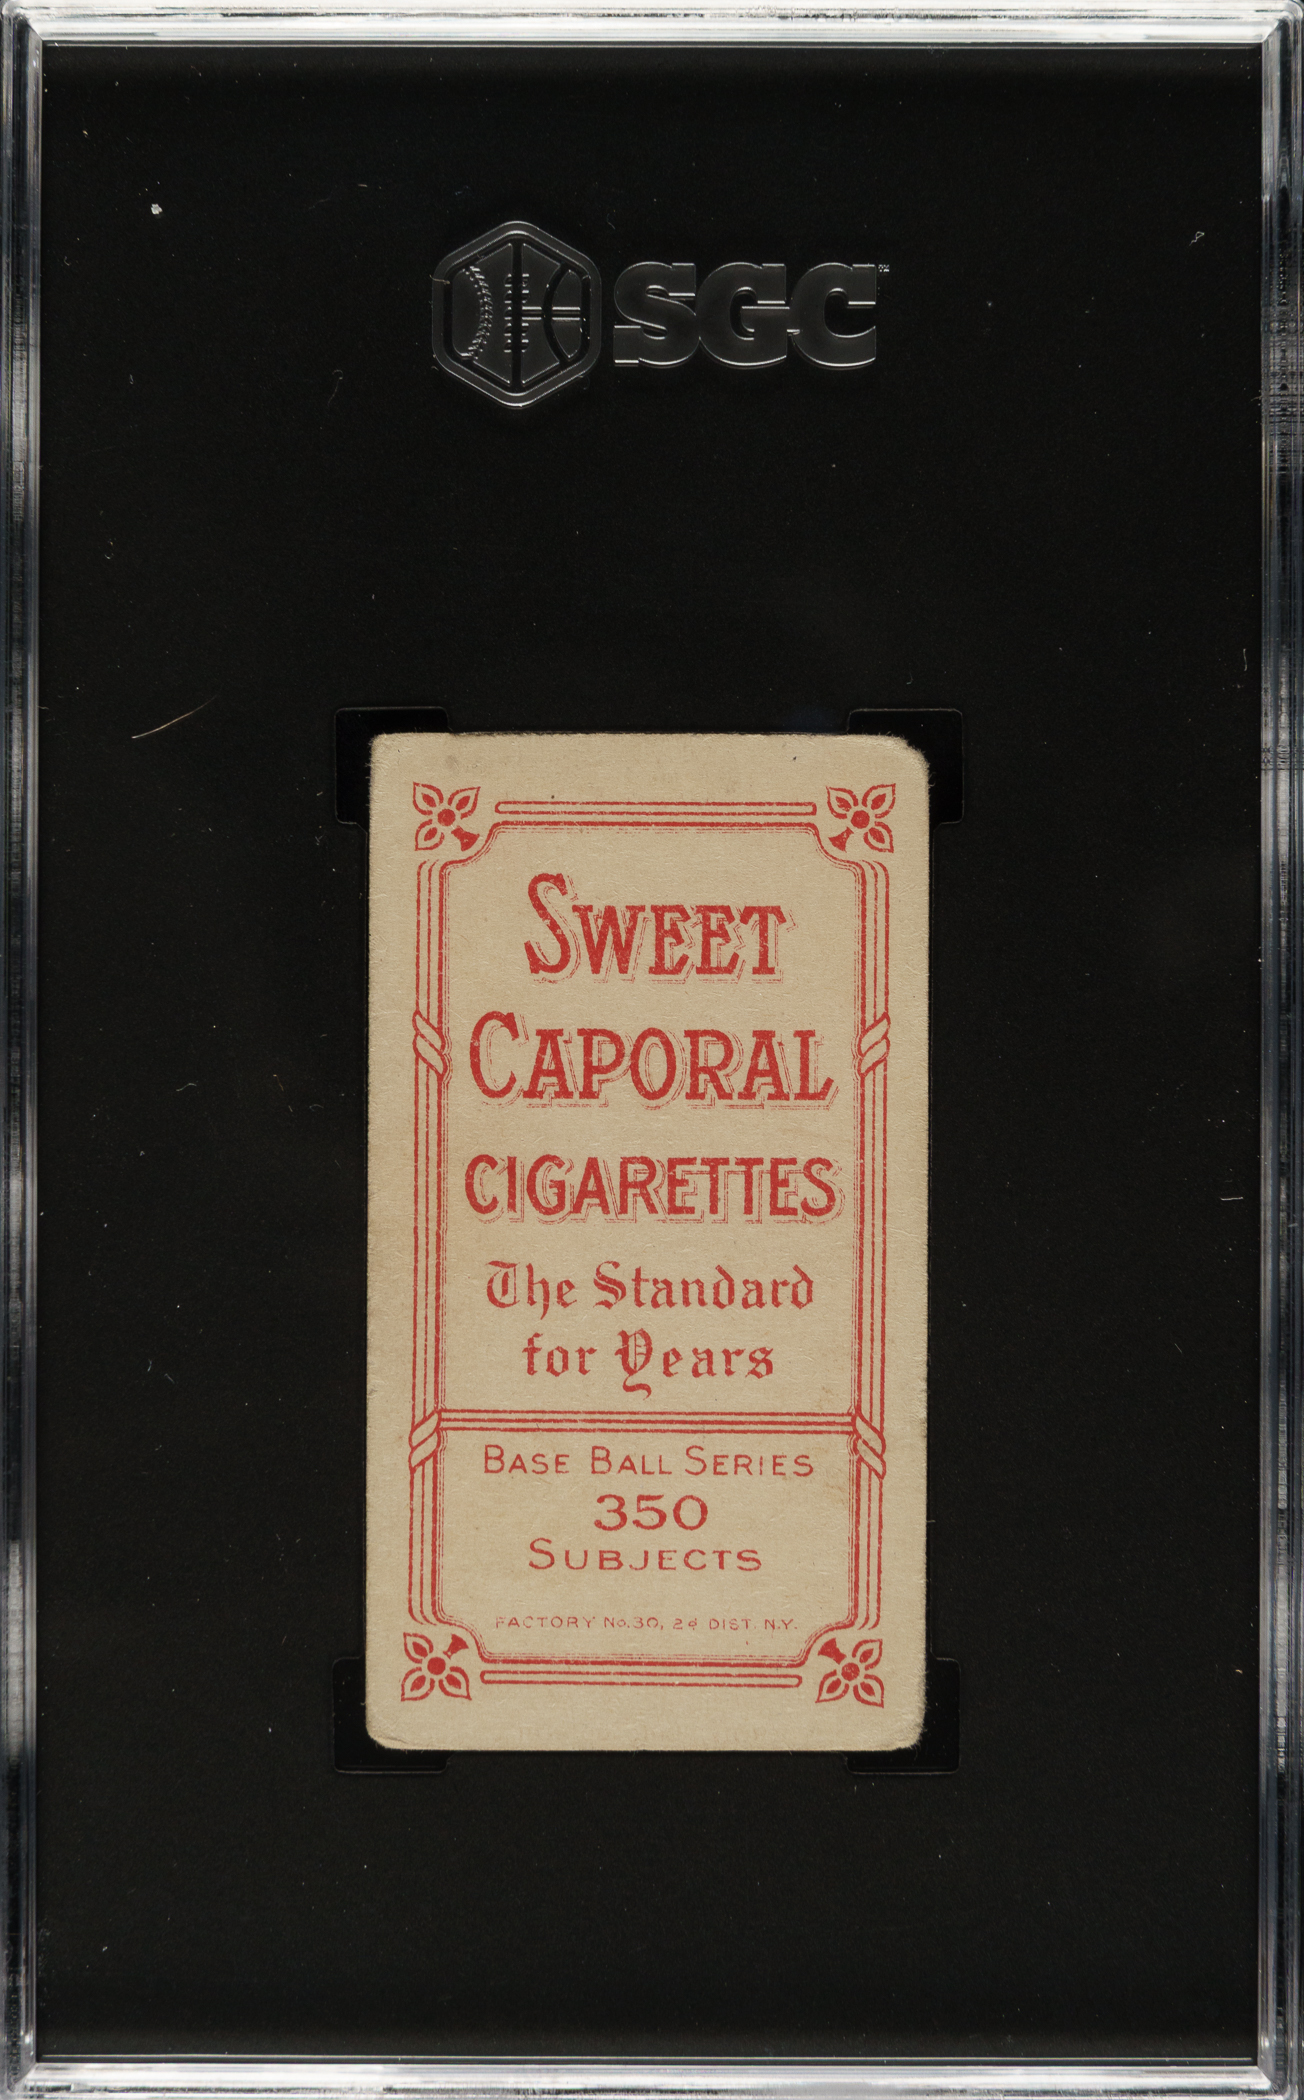 SGC
SWEET
CAPORAL
CIGARETTES
The Standard
for Years
BASE BALL SERIES
350
SUBJECTS
FACTORY No.30, 2d DIST. N.Y.